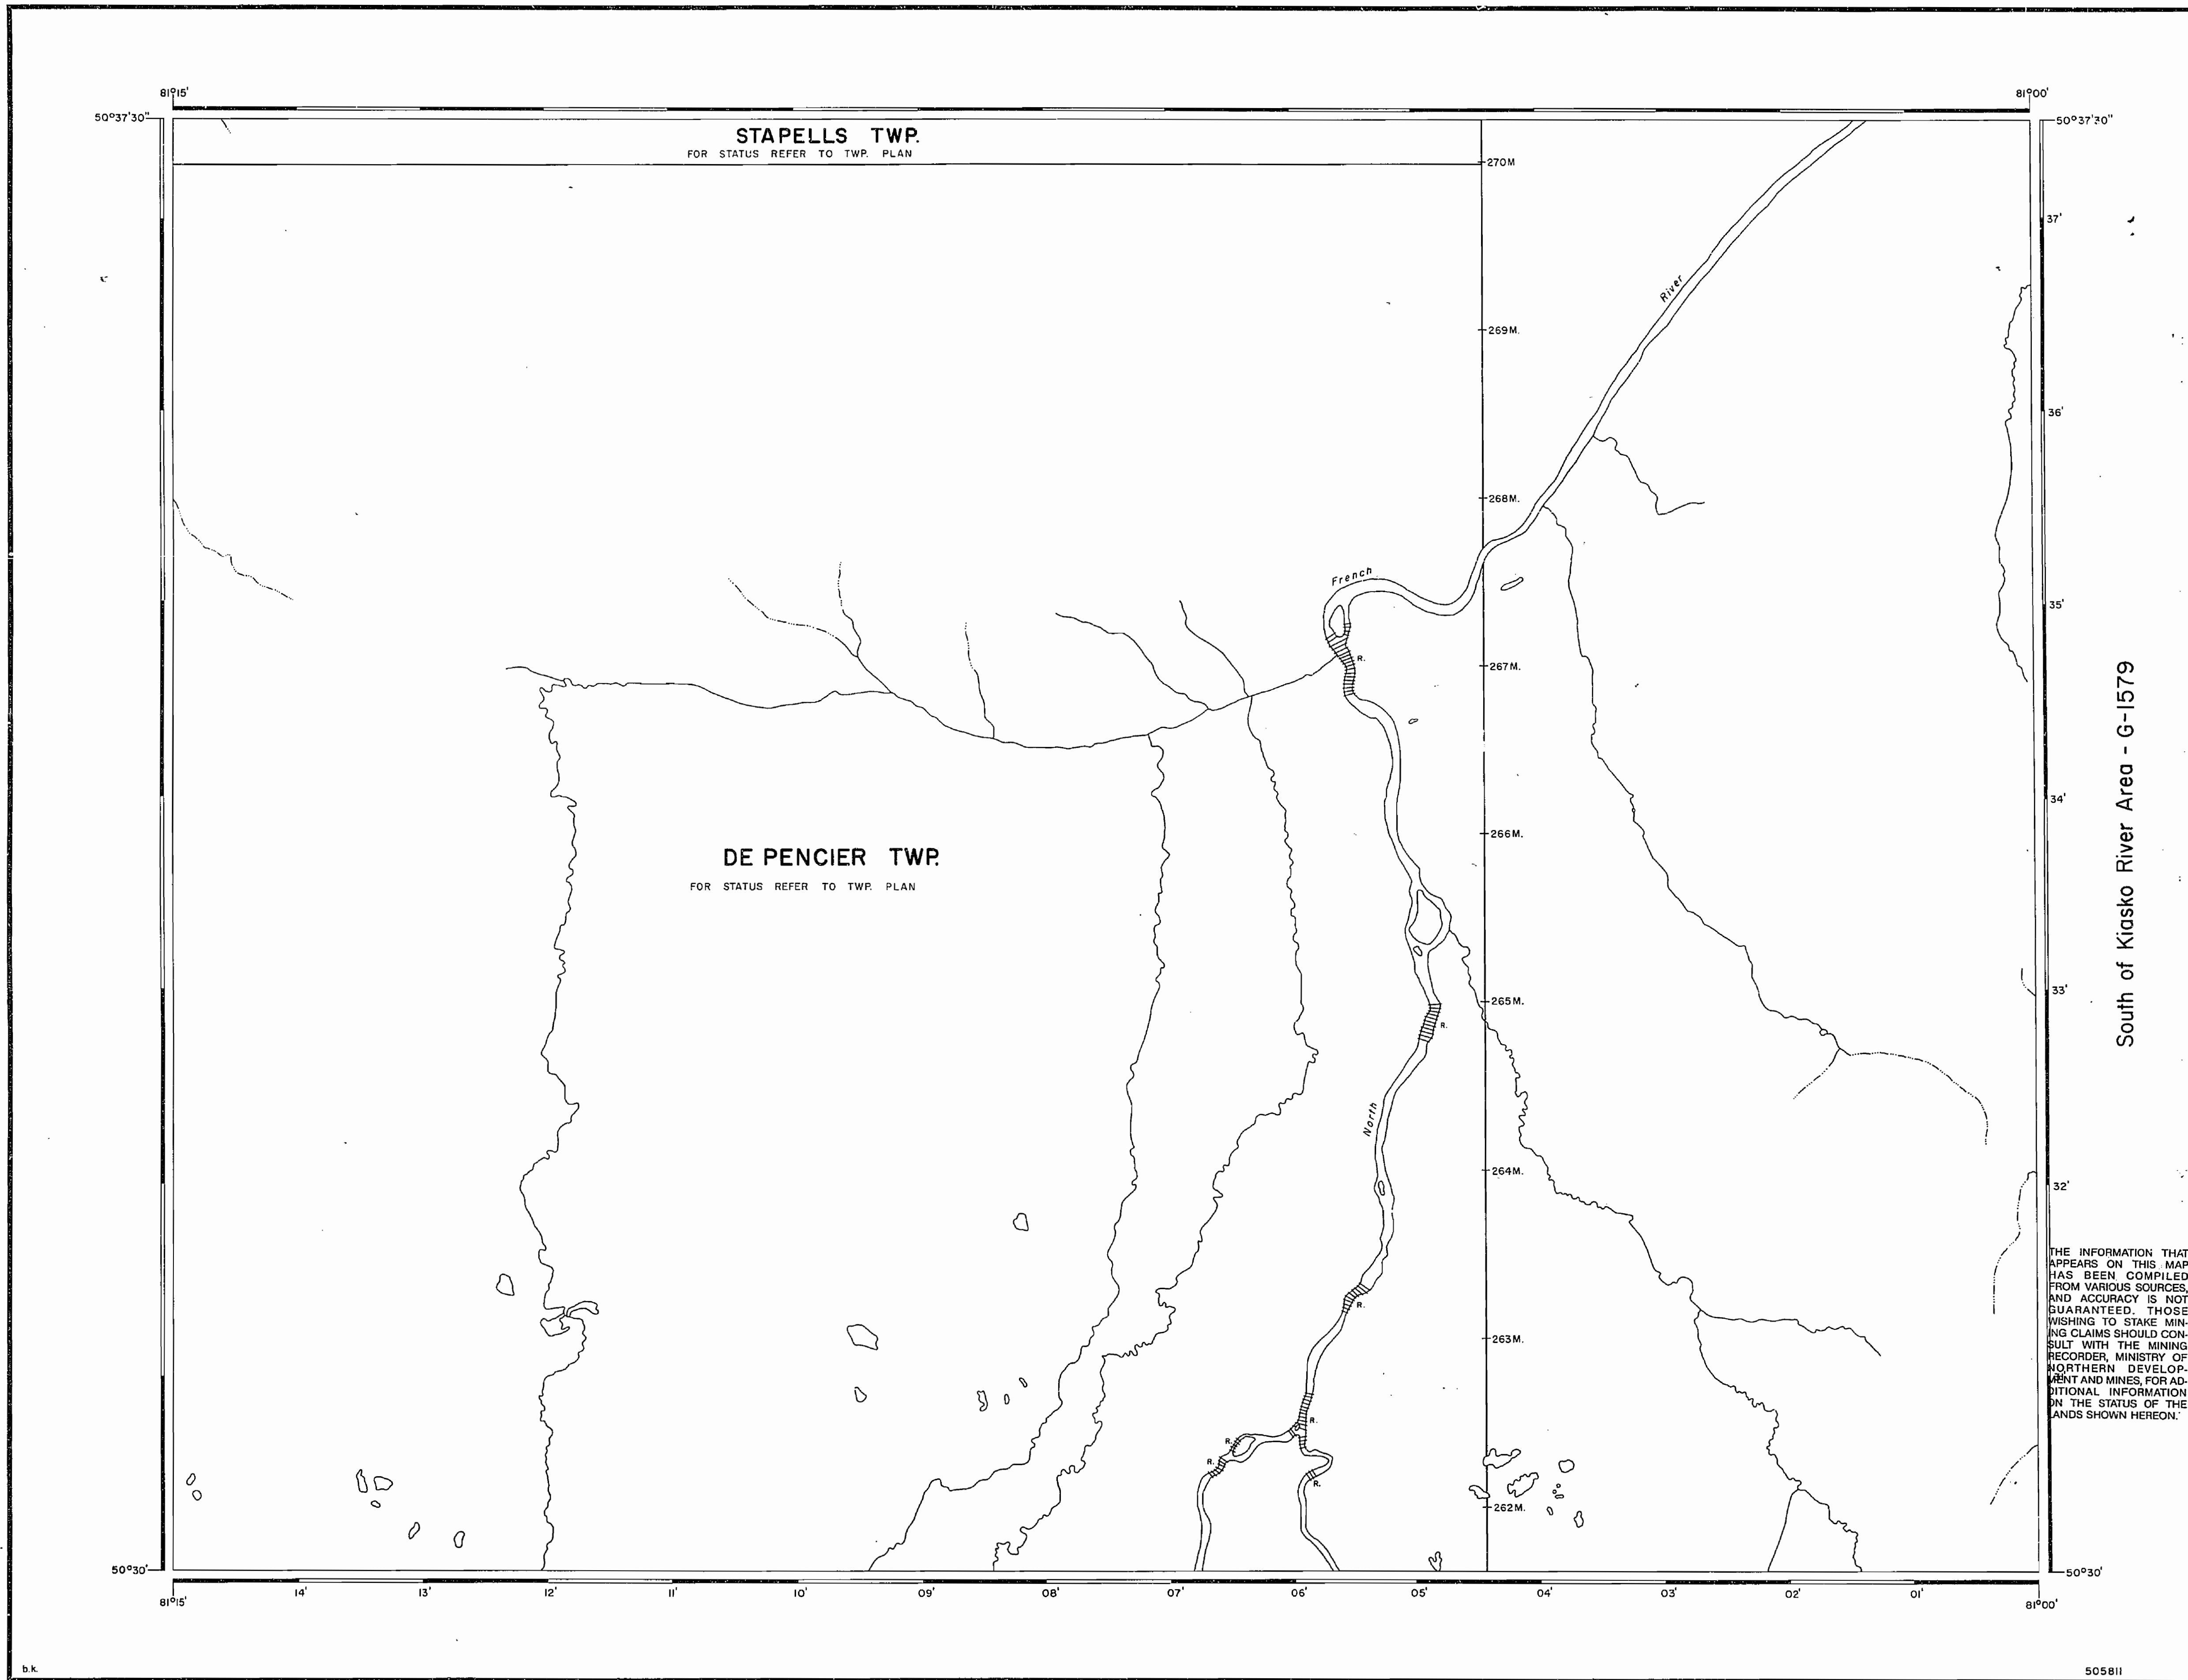 81°15'
81°00'
50°37'30"
50°37'30"
STAPELLS TWP.
FOR STATUS REFER TO TWP. PLAN
270M
37'
River
269M.
36'
268M.
French
35'
R.
267M.
34'
266M.
DE PENCIER TWP.
FOR STATUS REFER TO TWP. PLAN
South of Kiasko River Area - G-1579
33'
265M.
R.
North
264M.
32'
THE INFORMATION THAT
APPEARS ON THIS MAP
HAS BEEN COMPILED
FROM VARIOUS SOURCES,
AND ACCURACY IS NOT
GUARANTEED. THOSE
WISHING TO STAKE MIN-
ING CLAIMS SHOULD CON-
SULT WITH THE MINING
RECORDER, MINISTRY OF
NORTHERN DEVELOP-
MENT AND MINES, FOR AD-
DITIONAL INFORMATION
ON THE STATUS OF THE
LANDS SHOWN HEREON.
R.
263M.
R.
R.
R.
R.
262M.
50°30'
50°30'
81°15'
14'
13'
12'
11'
10'
09'
08'
07'
06'
05'
04'
03'
02'
01'
81°00'
b.k.
505811